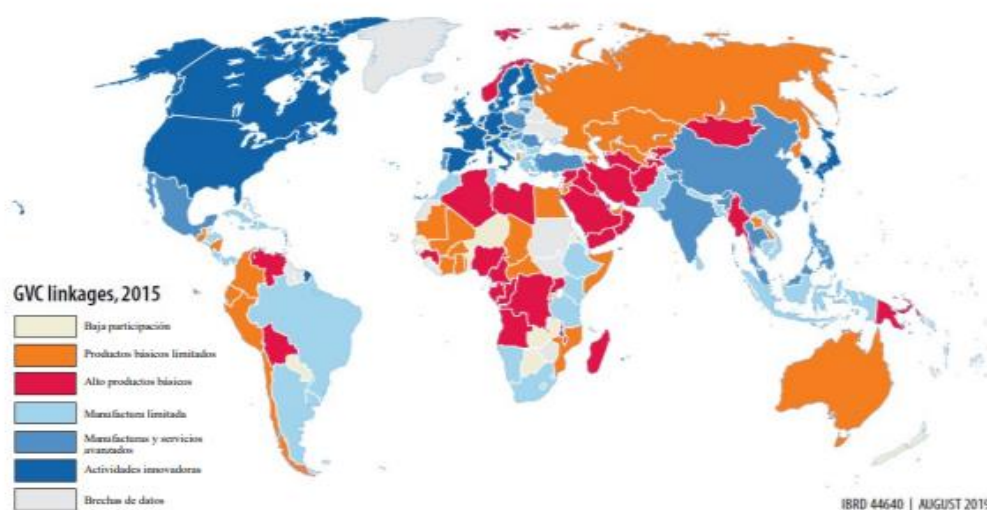 GVC linkages, 2015
Baja participación
Productos básicos limitados
Alto productos básicos
Manufactura limitada
Manufacturas y servicios
avanzados
Actividades innovadoras
Brechas de datos
IBRD 44640 | AUGUST 2019